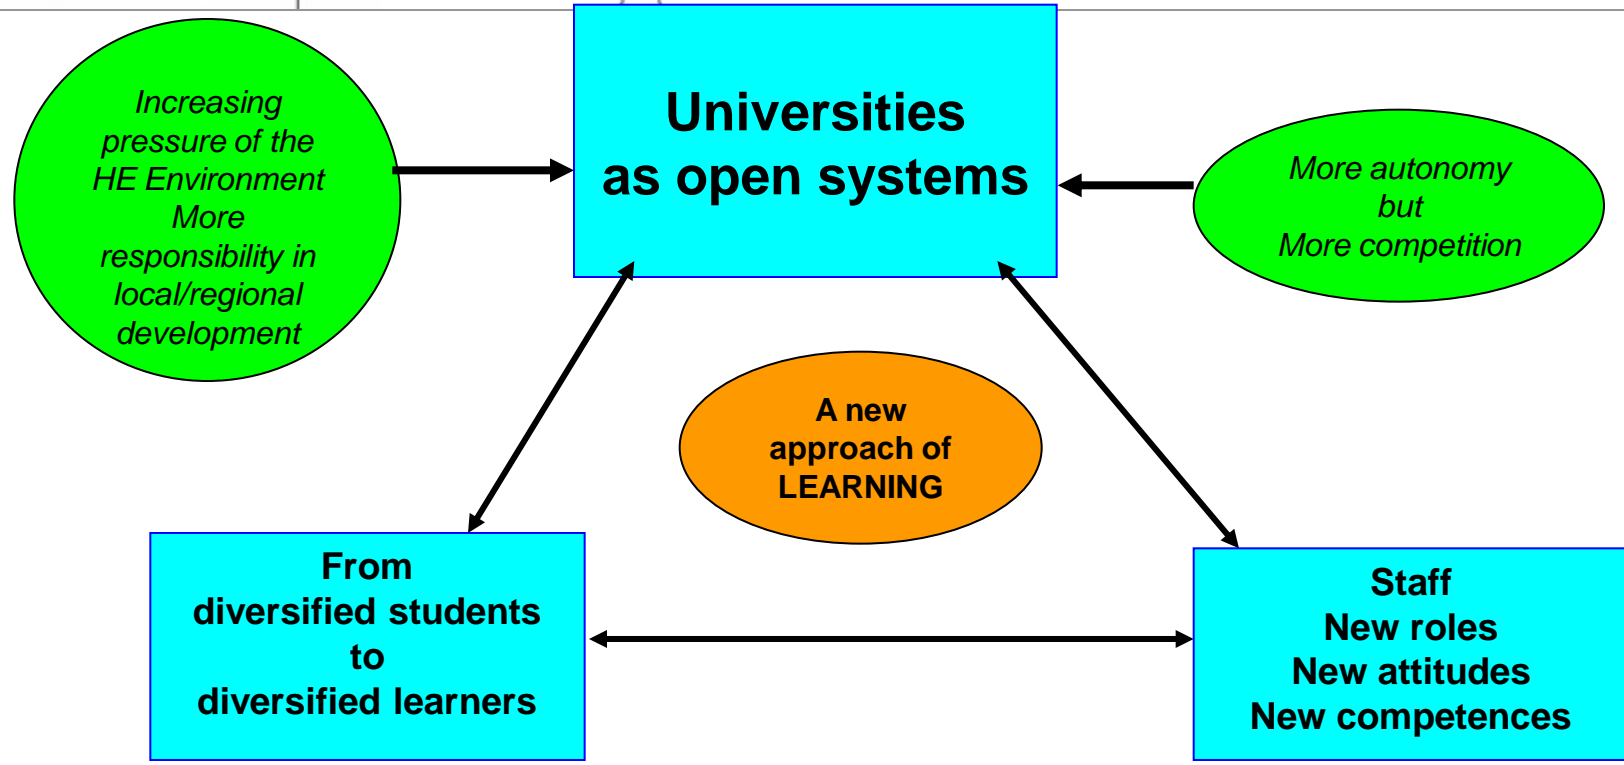 Universities
as open systems
Increasing
pressure of the
HE Environment
More
responsibility in
local/regional
development
More autonomy
but
More competition
A new
approach of
LEARNING
From
diversified students
to
diversified learners
Staff
New roles
New attitudes
New competences